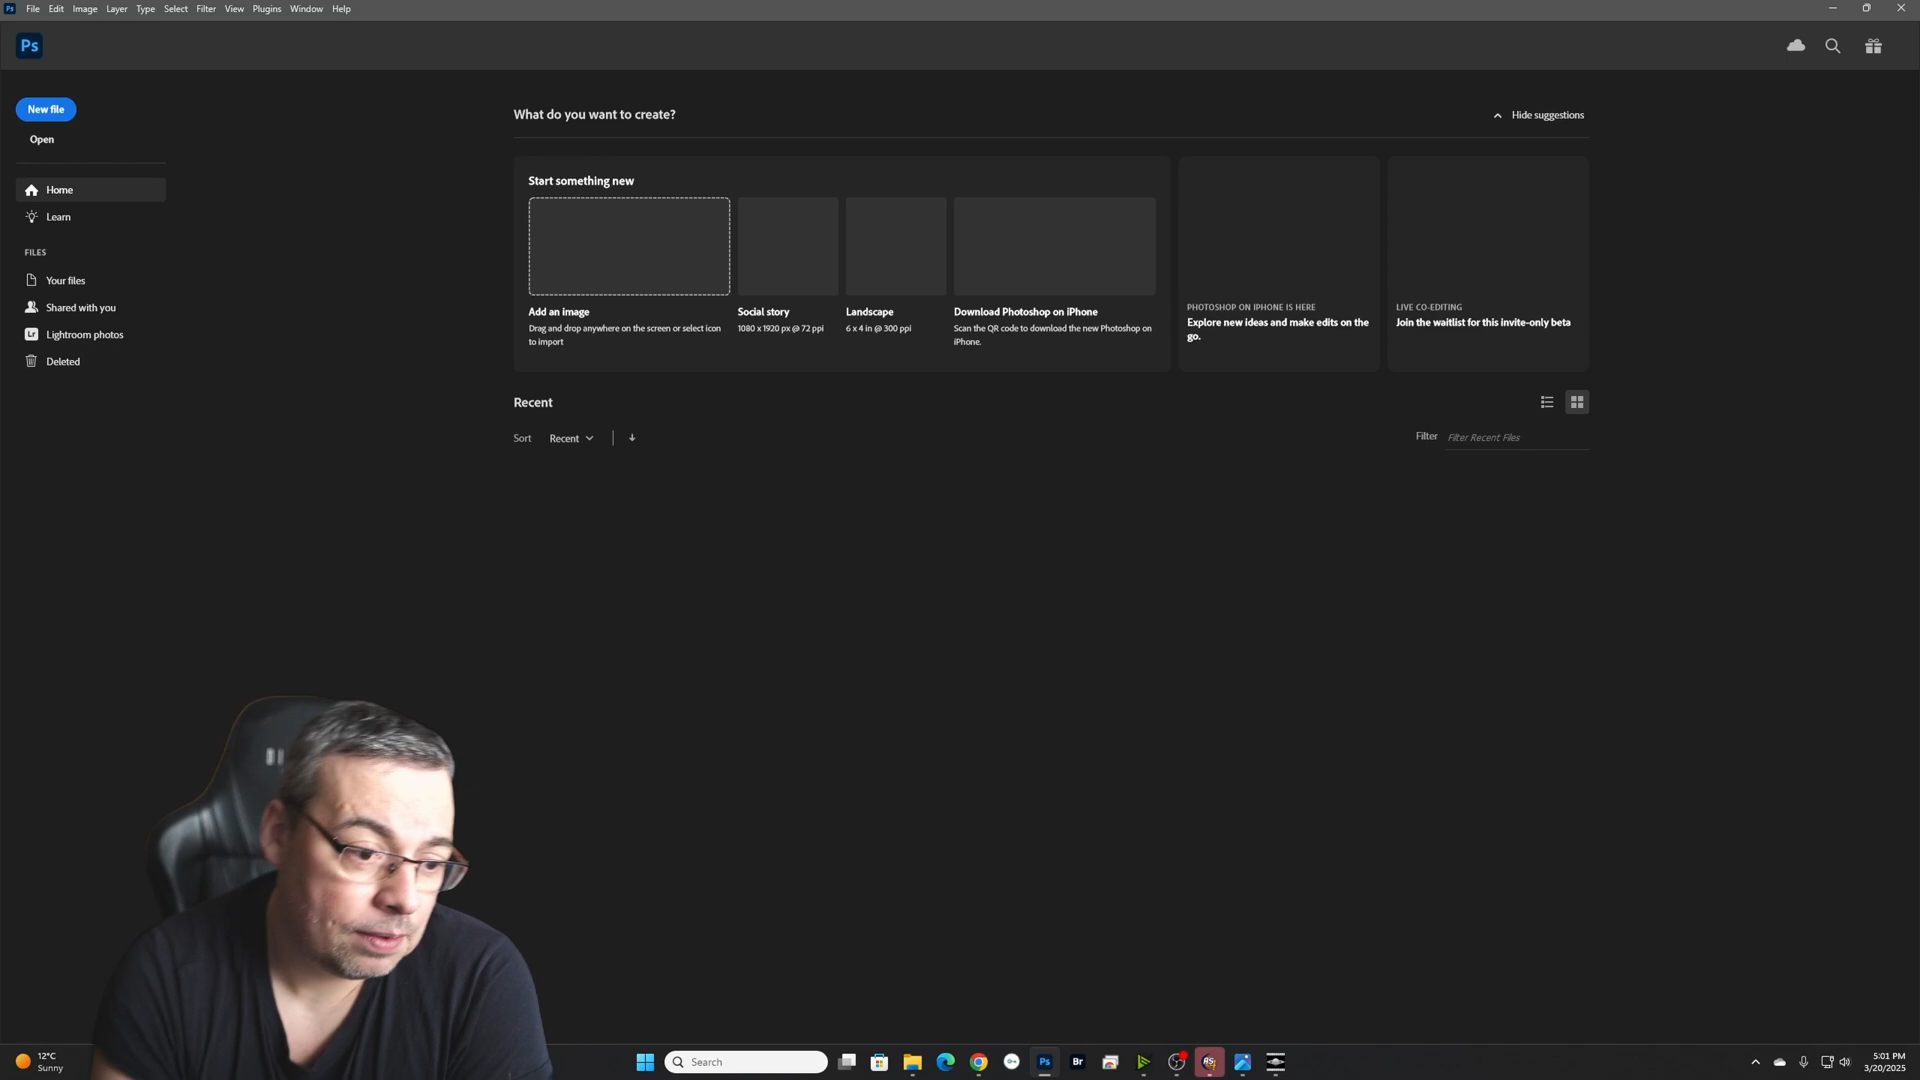 Ps File Edit Image Layer Type Select Filter View Plugins Window Help
Ps
New file
Open
Home
Learn
FILES
Your files
Shared with you
Lr Lightroom photos
Deleted
What do you want to create?
Hide suggestions
Start something new
Add an image
Drag and drop anywhere on the screen or select icon
to import
Social story
1080 x 1920 px @ 72 ppi
Landscape
6 x 4 in @ 300 ppi
Download Photoshop on iPhone
Scan the QR code to download the new Photoshop on
iPhone.
PHOTOSHOP ON IPHONE IS HERE
Explore new ideas and make edits on the
go.
LIVE CO-EDITING
Join the waitlist for this invite-only beta
Recent
Sort Recent
Filter Filter Recent Files
12°C
Sunny
Search
Ps
Br
5:01 PM
3/20/2025